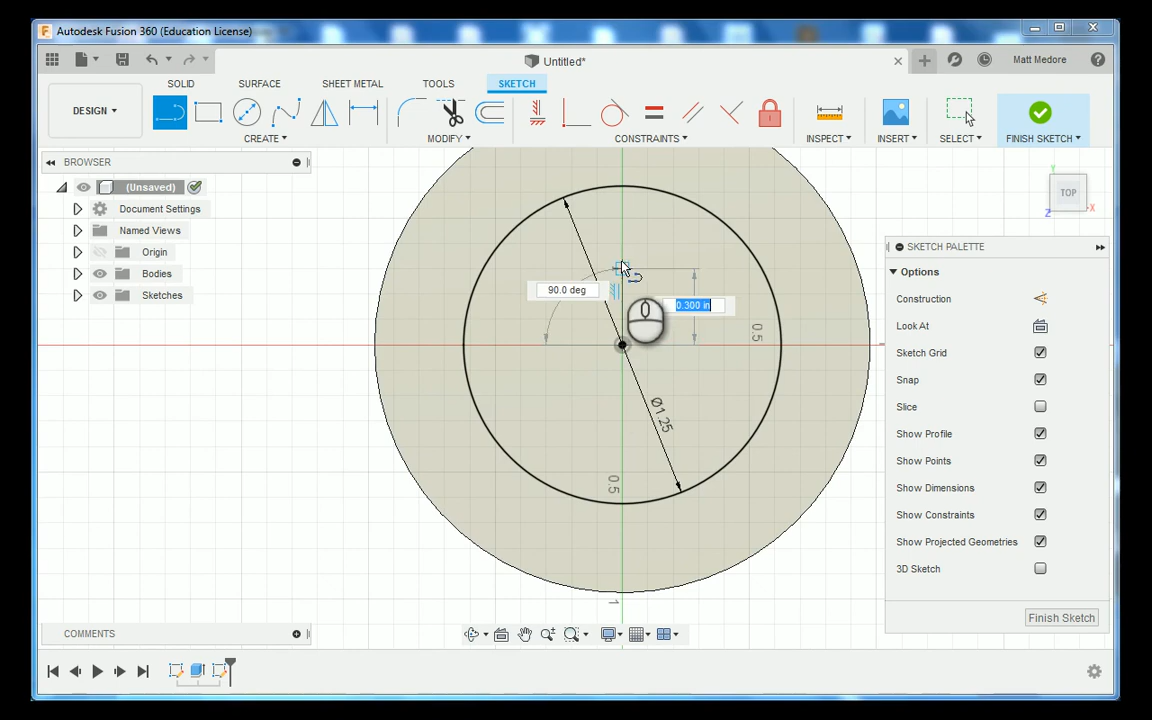 Autodesk Fusion 360 (Education License)
Untitled*
Matt Medore
SOLID
SURFACE
SHEET METAL
TOOLS
SKETCH
DESIGN
CREATE
MODIFY
CONSTRAINTS
INSPECT
INSERT
SELECT
FINISH SKETCH
BROWSER
(Unsaved)
Document Settings
Named Views
Origin
Bodies
Sketches
Y
TOP
X
Z
SKETCH PALETTE
Options
Construction
Look At
Sketch Grid
Snap
Slice
Show Profile
Show Points
Show Dimensions
Show Constraints
Show Projected Geometries
3D Sketch
Finish Sketch
90.0 deg
0.300 in
0.5
Ø1.25
0.5
1
COMMENTS